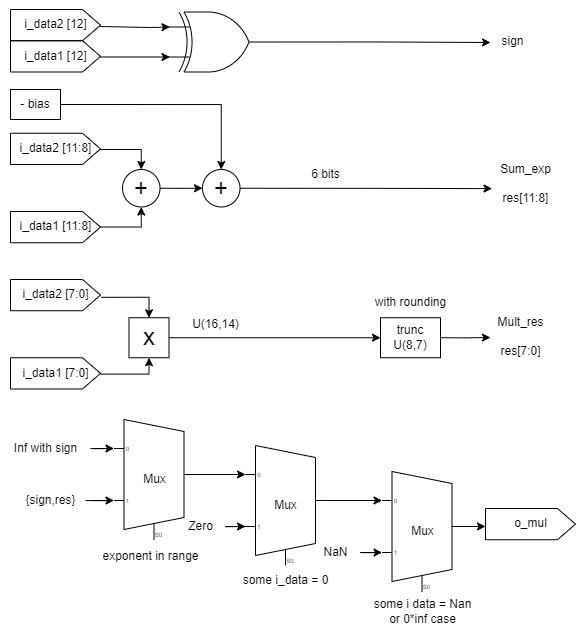 i_data2 [12]
i_data1 [12]
sign
- bias
i_data2 [11:8]
+
+
6 bits
Sum_exp
res[11:8]
i_data1 [11:8]
i_data2 [7:0]
with rounding
U(16,14)
X
trunc
U(8,7)
Mult_res
res[7:0]
i_data1 [7:0]
Inf with sign
0
{sign,res}
1
Mux
S0
exponent in range
0
Zero
1
Mux
S0
some i_data = 0
0
NaN
1
Mux
S0
some i data = Nan
or 0*inf case
o_mul